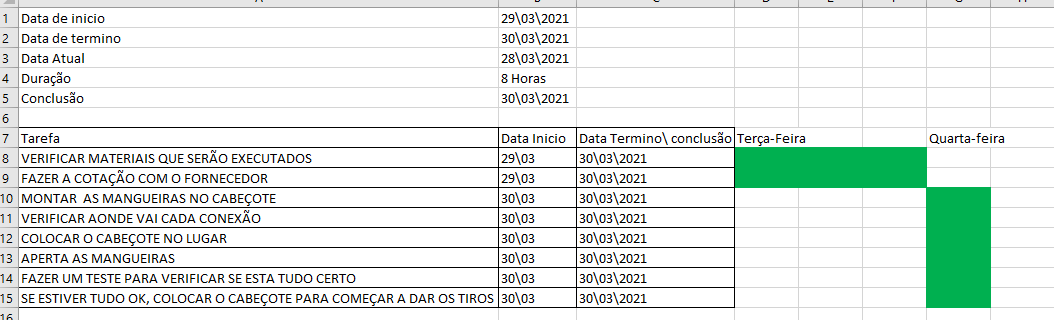 1 Data de inicio 29\03\2021
2 Data de termino 30\03\2021
3 Data Atual 28\03\2021
4 Duração 8 Horas
5 Conclusão 30\03\2021
6
7 Tarefa Data Inicio Data Termino\ conclusão Terça-Feira Quarta-feira
8 VERIFICAR MATERIAIS QUE SERÃO EXECUTADOS 29\03 30\03\2021
9 FAZER A COTAÇÃO COM O FORNECEDOR 29\03 30\03\2021
10 MONTAR AS MANGUEIRAS NO CABEÇOTE 30\03 30\03\2021
11 VERIFICAR AONDE VAI CADA CONEXÃO 30\03 30\03\2021
12 COLOCAR O CABEÇOTE NO LUGAR 30\03 30\03\2021
13 APERTA AS MANGUEIRAS 30\03 30\03\2021
14 FAZER UM TESTE PARA VERIFICAR SE ESTA TUDO CERTO 30\03 30\03\2021
15 SE ESTIVER TUDO OK, COLOCAR O CABEÇOTE PARA COMEÇAR A DAR OS TIROS 30\03 30\03\2021